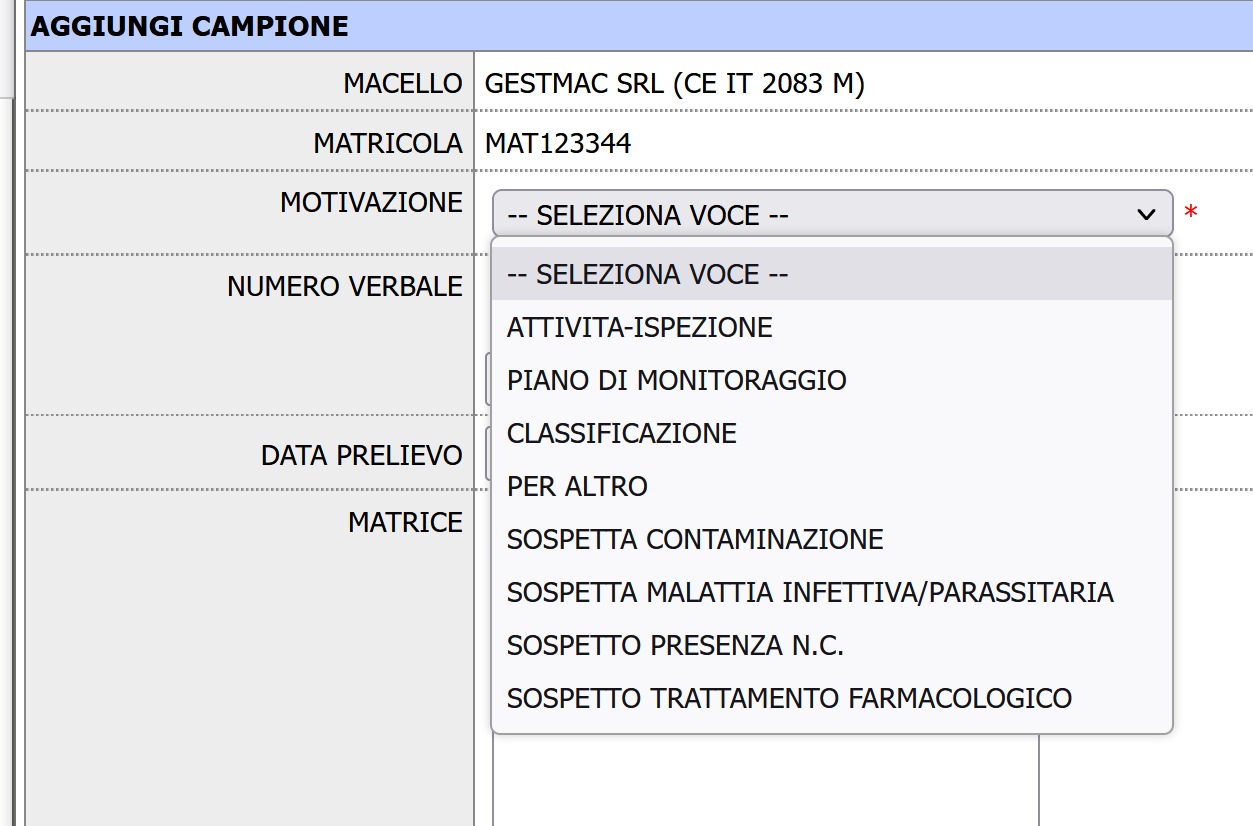 AGGIUNGI CAMPIONE
MACELLO GESTMAC SRL (CE IT 2083 M)
MATRICOLA MAT123344
MOTIVAZIONE -- SELEZIONA VOCE -- *
-- SELEZIONA VOCE --
NUMERO VERBALE
ATTIVITA-ISPEZIONE
PIANO DI MONITORAGGIO
CLASSIFICAZIONE
DATA PRELIEVO
PER ALTRO
MATRICE
SOSPETTA CONTAMINAZIONE
SOSPETTA MALATTIA INFETTIVA/PARASSITARIA
SOSPETTO PRESENZA N.C.
SOSPETTO TRATTAMENTO FARMACOLOGICO